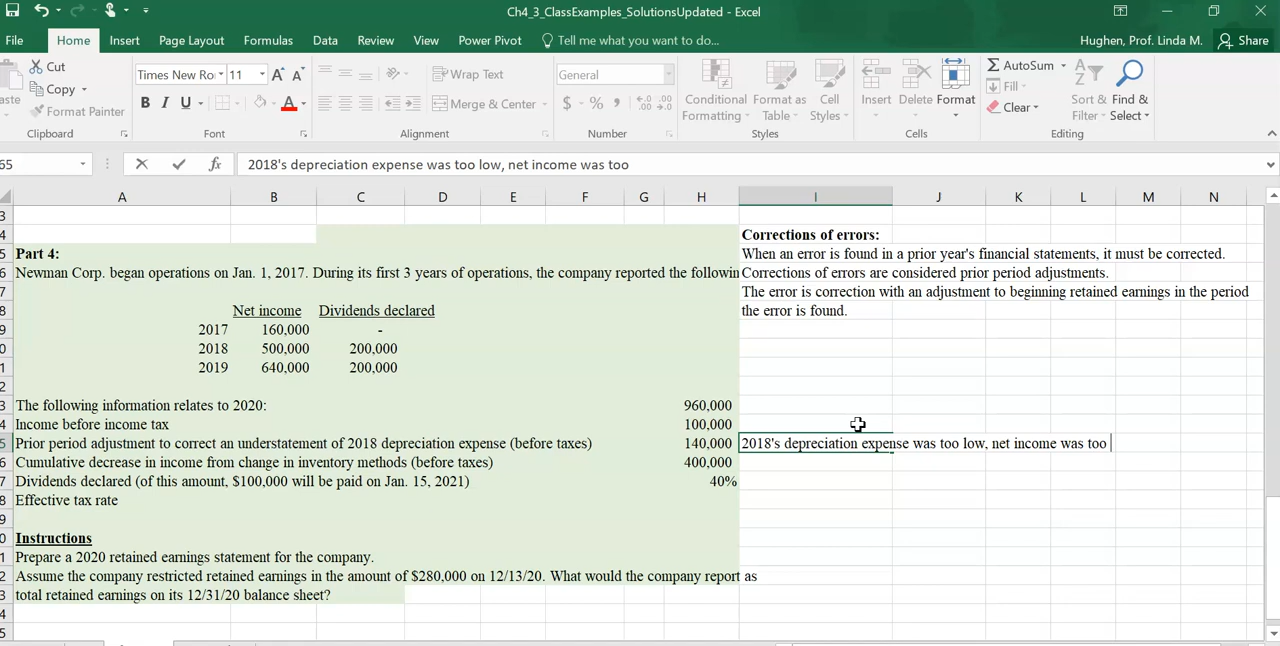 Ch4_3_ClassExamples_SolutionsUpdated - Excel
File Home Insert Page Layout Formulas Data Review View Power Pivot Tell me what you want to do... Hughen, Prof. Linda M. Share
Cut
Copy
Format Painter
Clipboard
Times New Ro 11
B I U
Font
Wrap Text
Merge & Center
Alignment
General
$ % ,
Number
Conditional Formatting
Format as Table
Cell Styles
Styles
Insert Delete Format
Cells
AutoSum
Fill
Clear
Sort & Filter
Find & Select
Editing
fx 2018's depreciation expense was too low, net income was too
A B C D E F G H I J K L M N
Corrections of errors:
Part 4: When an error is found in a prior year's financial statements, it must be corrected.
Newman Corp. began operations on Jan. 1, 2017. During its first 3 years of operations, the company reported the followin Corrections of errors are considered prior period adjustments.
The error is correction with an adjustment to beginning retained earnings in the period
Net income Dividends declared the error is found.
2017 160,000 -
2018 500,000 200,000
2019 640,000 200,000
The following information relates to 2020: 960,000
Income before income tax 100,000
Prior period adjustment to correct an understatement of 2018 depreciation expense (before taxes) 140,000 2018's depreciation expense was too low, net income was too
Cumulative decrease in income from change in inventory methods (before taxes) 400,000
Dividends declared (of this amount, $100,000 will be paid on Jan. 15, 2021) 40%
Effective tax rate
Instructions
Prepare a 2020 retained earnings statement for the company.
Assume the company restricted retained earnings in the amount of $280,000 on 12/13/20. What would the company report as
total retained earnings on its 12/31/20 balance sheet?